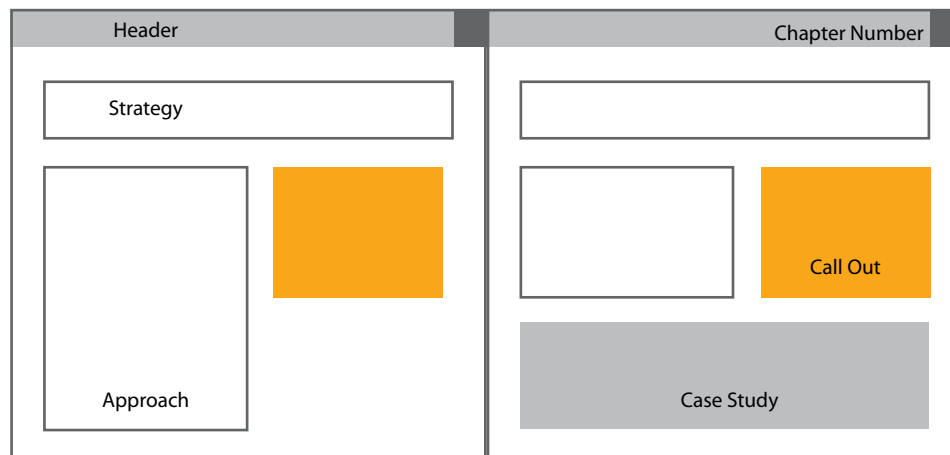 Header
Chapter Number
Strategy
Call Out
Approach
Case Study